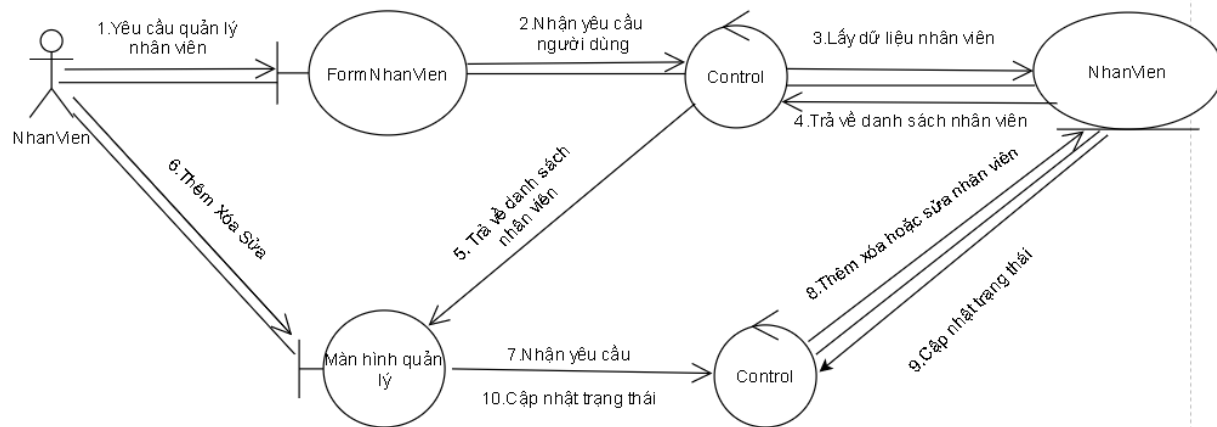 1.Yêu cầu quản lý
nhân viên
2.Nhận yêu cầu
người dùng
3.Lấy dữ liệu nhân viên
FormNhanVien
Control
NhanVien
4.Trả về danh sách nhân viên
NhanVien
6.Thêm Xóa Sửa
5. Trả về danh sách
nhân viên
8.Thêm xóa hoặc sửa nhân viên
9.Cập nhật trạng thái
Màn hình quản
lý
7.Nhận yêu cầu
10.Cập nhật trạng thái
Control